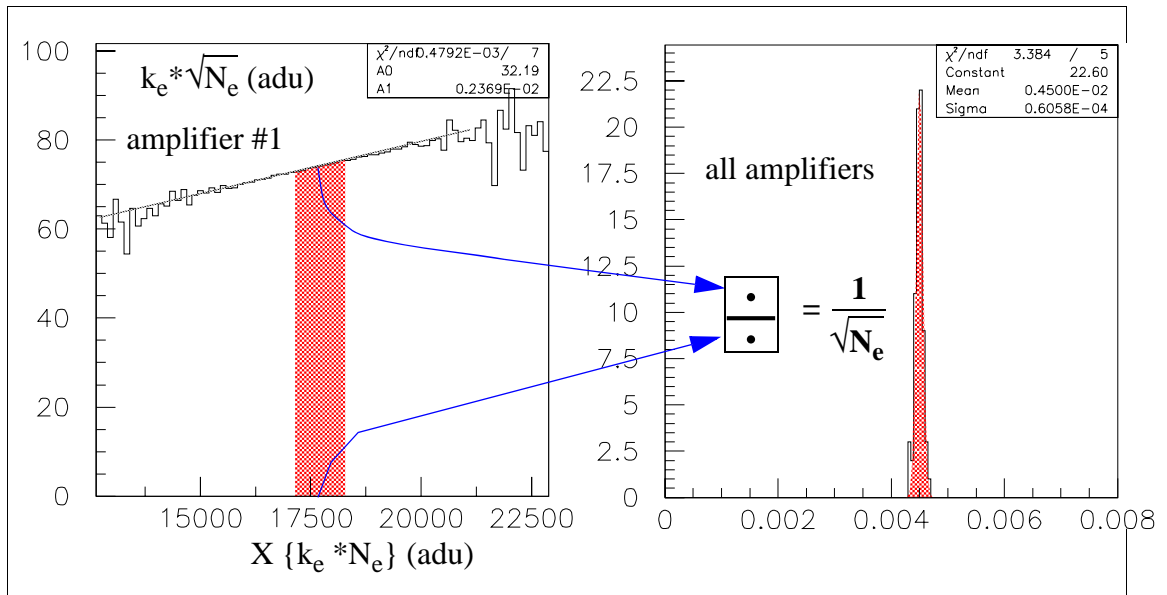 100
80
60
40
20
0
k_e*√N_e (adu)
amplifier #1
χ²/ndf0.4792E-03/ 7
A0 32.19
A1 0.2369E-02
15000 17500 20000 22500
X {k_e *N_e} (adu)
22.5
20
17.5
15
12.5
10
7.5
5
2.5
0
χ²/ndf 3.384 / 5
Constant 22.60
Mean 0.4500E-02
Sigma 0.6058E-04
all amplifiers
÷ = 1/√N_e
0 0.002 0.004 0.006 0.008